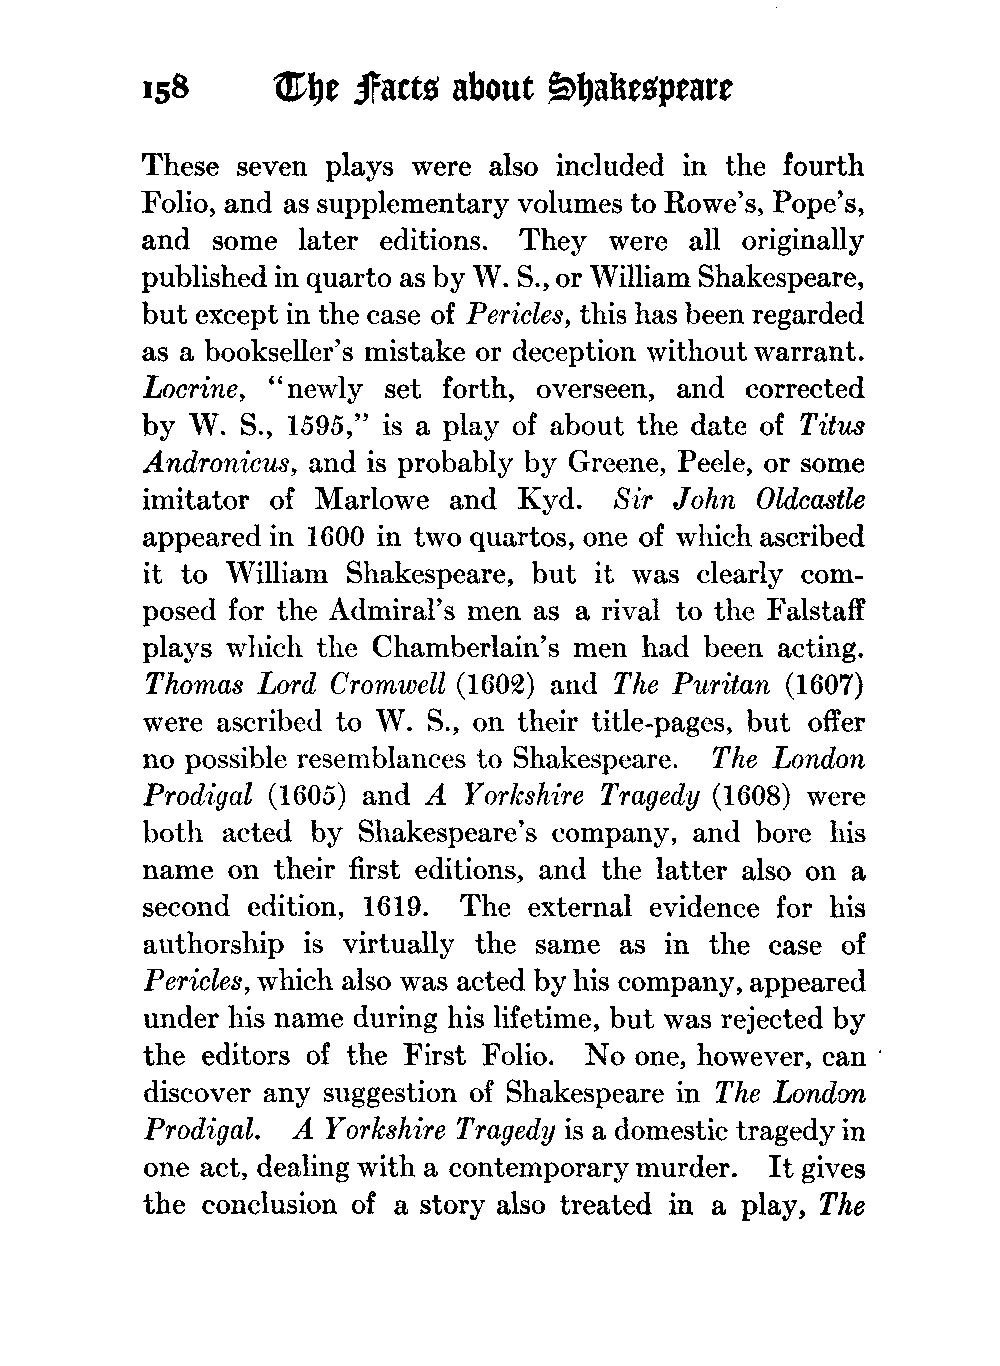 158 The Facts about Shakespeare
These seven plays were also included in the fourth
Folio, and as supplementary volumes to Rowe's, Pope's,
and some later editions. They were all originally
published in quarto as by W. S., or William Shakespeare,
but except in the case of Pericles, this has been regarded
as a bookseller's mistake or deception without warrant.
Locrine, "newly set forth, overseen, and corrected
by W. S., 1595," is a play of about the date of Titus
Andronicus, and is probably by Greene, Peele, or some
imitator of Marlowe and Kyd. Sir John Oldcastle
appeared in 1600 in two quartos, one of which ascribed
it to William Shakespeare, but it was clearly com-
posed for the Admiral's men as a rival to the Falstaff
plays which the Chamberlain's men had been acting.
Thomas Lord Cromwell (1602) and The Puritan (1607)
were ascribed to W. S., on their title-pages, but offer
no possible resemblances to Shakespeare. The London
Prodigal (1605) and A Yorkshire Tragedy (1608) were
both acted by Shakespeare's company, and bore his
name on their first editions, and the latter also on a
second edition, 1619. The external evidence for his
authorship is virtually the same as in the case of
Pericles, which also was acted by his company, appeared
under his name during his lifetime, but was rejected by
the editors of the First Folio. No one, however, can
discover any suggestion of Shakespeare in The London
Prodigal. A Yorkshire Tragedy is a domestic tragedy in
one act, dealing with a contemporary murder. It gives
the conclusion of a story also treated in a play, The